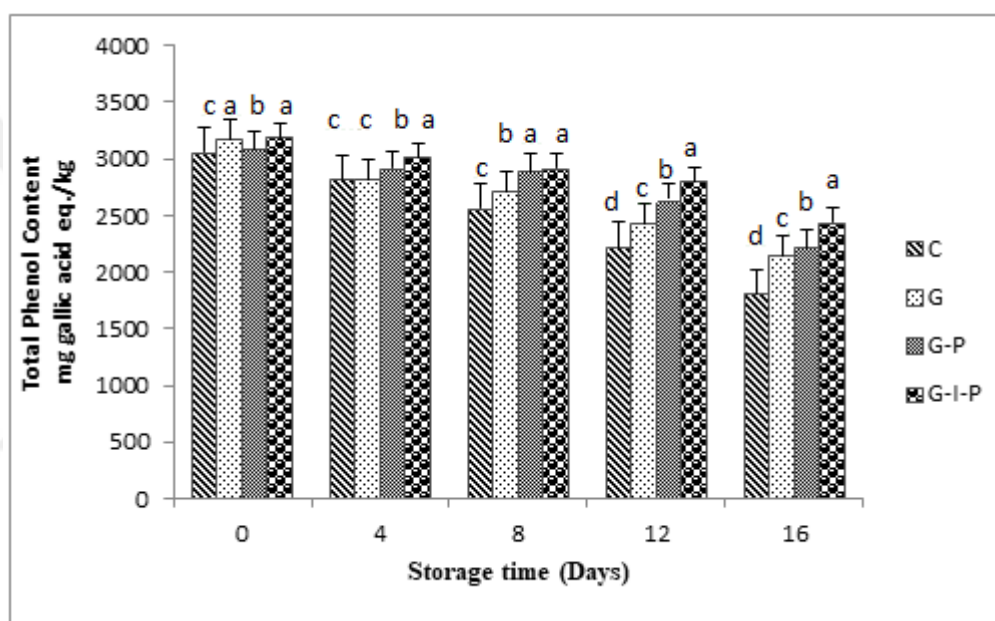 Total Phenol Content
mg gallic acid eq./kg
4000
3500
3000
2500
2000
1500
1000
500
0
c a b a
c c b a
c b a a
d c b a
d c b a
0 4 8 12 16
Storage time (Days)
C
G
G-P
G-I-P